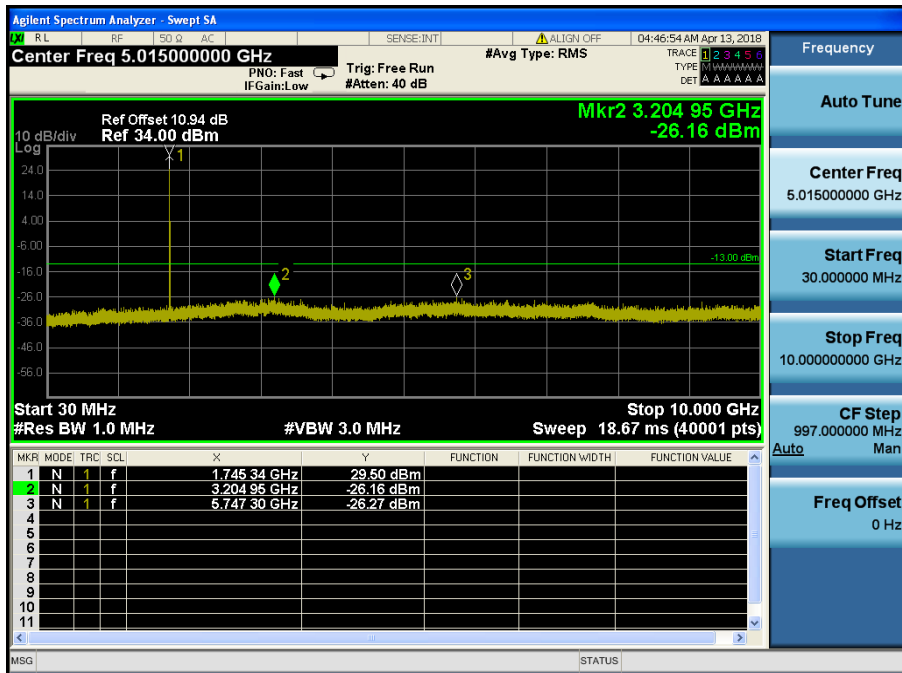 Agilent Spectrum Analyzer - Swept SA
LXI RL RF 50 Ω AC SENSE:INT ALIGN OFF 04:46:54 AM Apr 13, 2018
Center Freq 5.015000000 GHz
PNO: Fast
IFGain:Low
Trig: Free Run
#Atten: 40 dB
#Avg Type: RMS
TRACE 1 2 3 4 5 6
TYPE M W W W W W
DET A A A A A A
Frequency
Auto Tune
Center Freq
5.015000000 GHz
Start Freq
30.000000 MHz
Stop Freq
10.000000000 GHz
CF Step
997.000000 MHz
Auto Man
Freq Offset
0 Hz
Mkr2 3.204 95 GHz
-26.16 dBm
Ref Offset 10.94 dB
10 dB/div Ref 34.00 dBm
Log
1
24.0
14.0
4.00
-6.00
-13.00 dBm
-16.0
2
3
-26.0
-36.0
-46.0
-56.0
Start 30 MHz Stop 10.000 GHz
#Res BW 1.0 MHz #VBW 3.0 MHz Sweep 18.67 ms (40001 pts)
MKR MODE TRC SCL X Y FUNCTION FUNCTION WIDTH FUNCTION VALUE
1 N 1 f 1.745 34 GHz 29.50 dBm
2 N 1 f 3.204 95 GHz -26.16 dBm
3 N 1 f 5.747 30 GHz -26.27 dBm
4
5
6
7
8
9
10
11
MSG STATUS